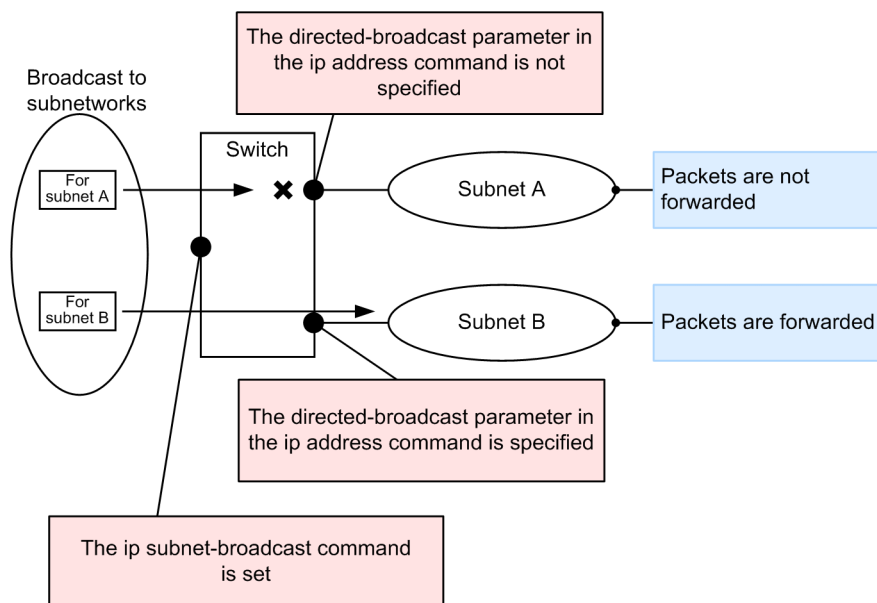 The directed-broadcast parameter in
the ip address command is not
specified
Broadcast to
subnetworks
Switch
For
subnet A
Subnet A
Packets are not
forwarded
For
subnet B
Subnet B
Packets are forwarded
The directed-broadcast parameter in
the ip address command is specified
The ip subnet-broadcast command
is set